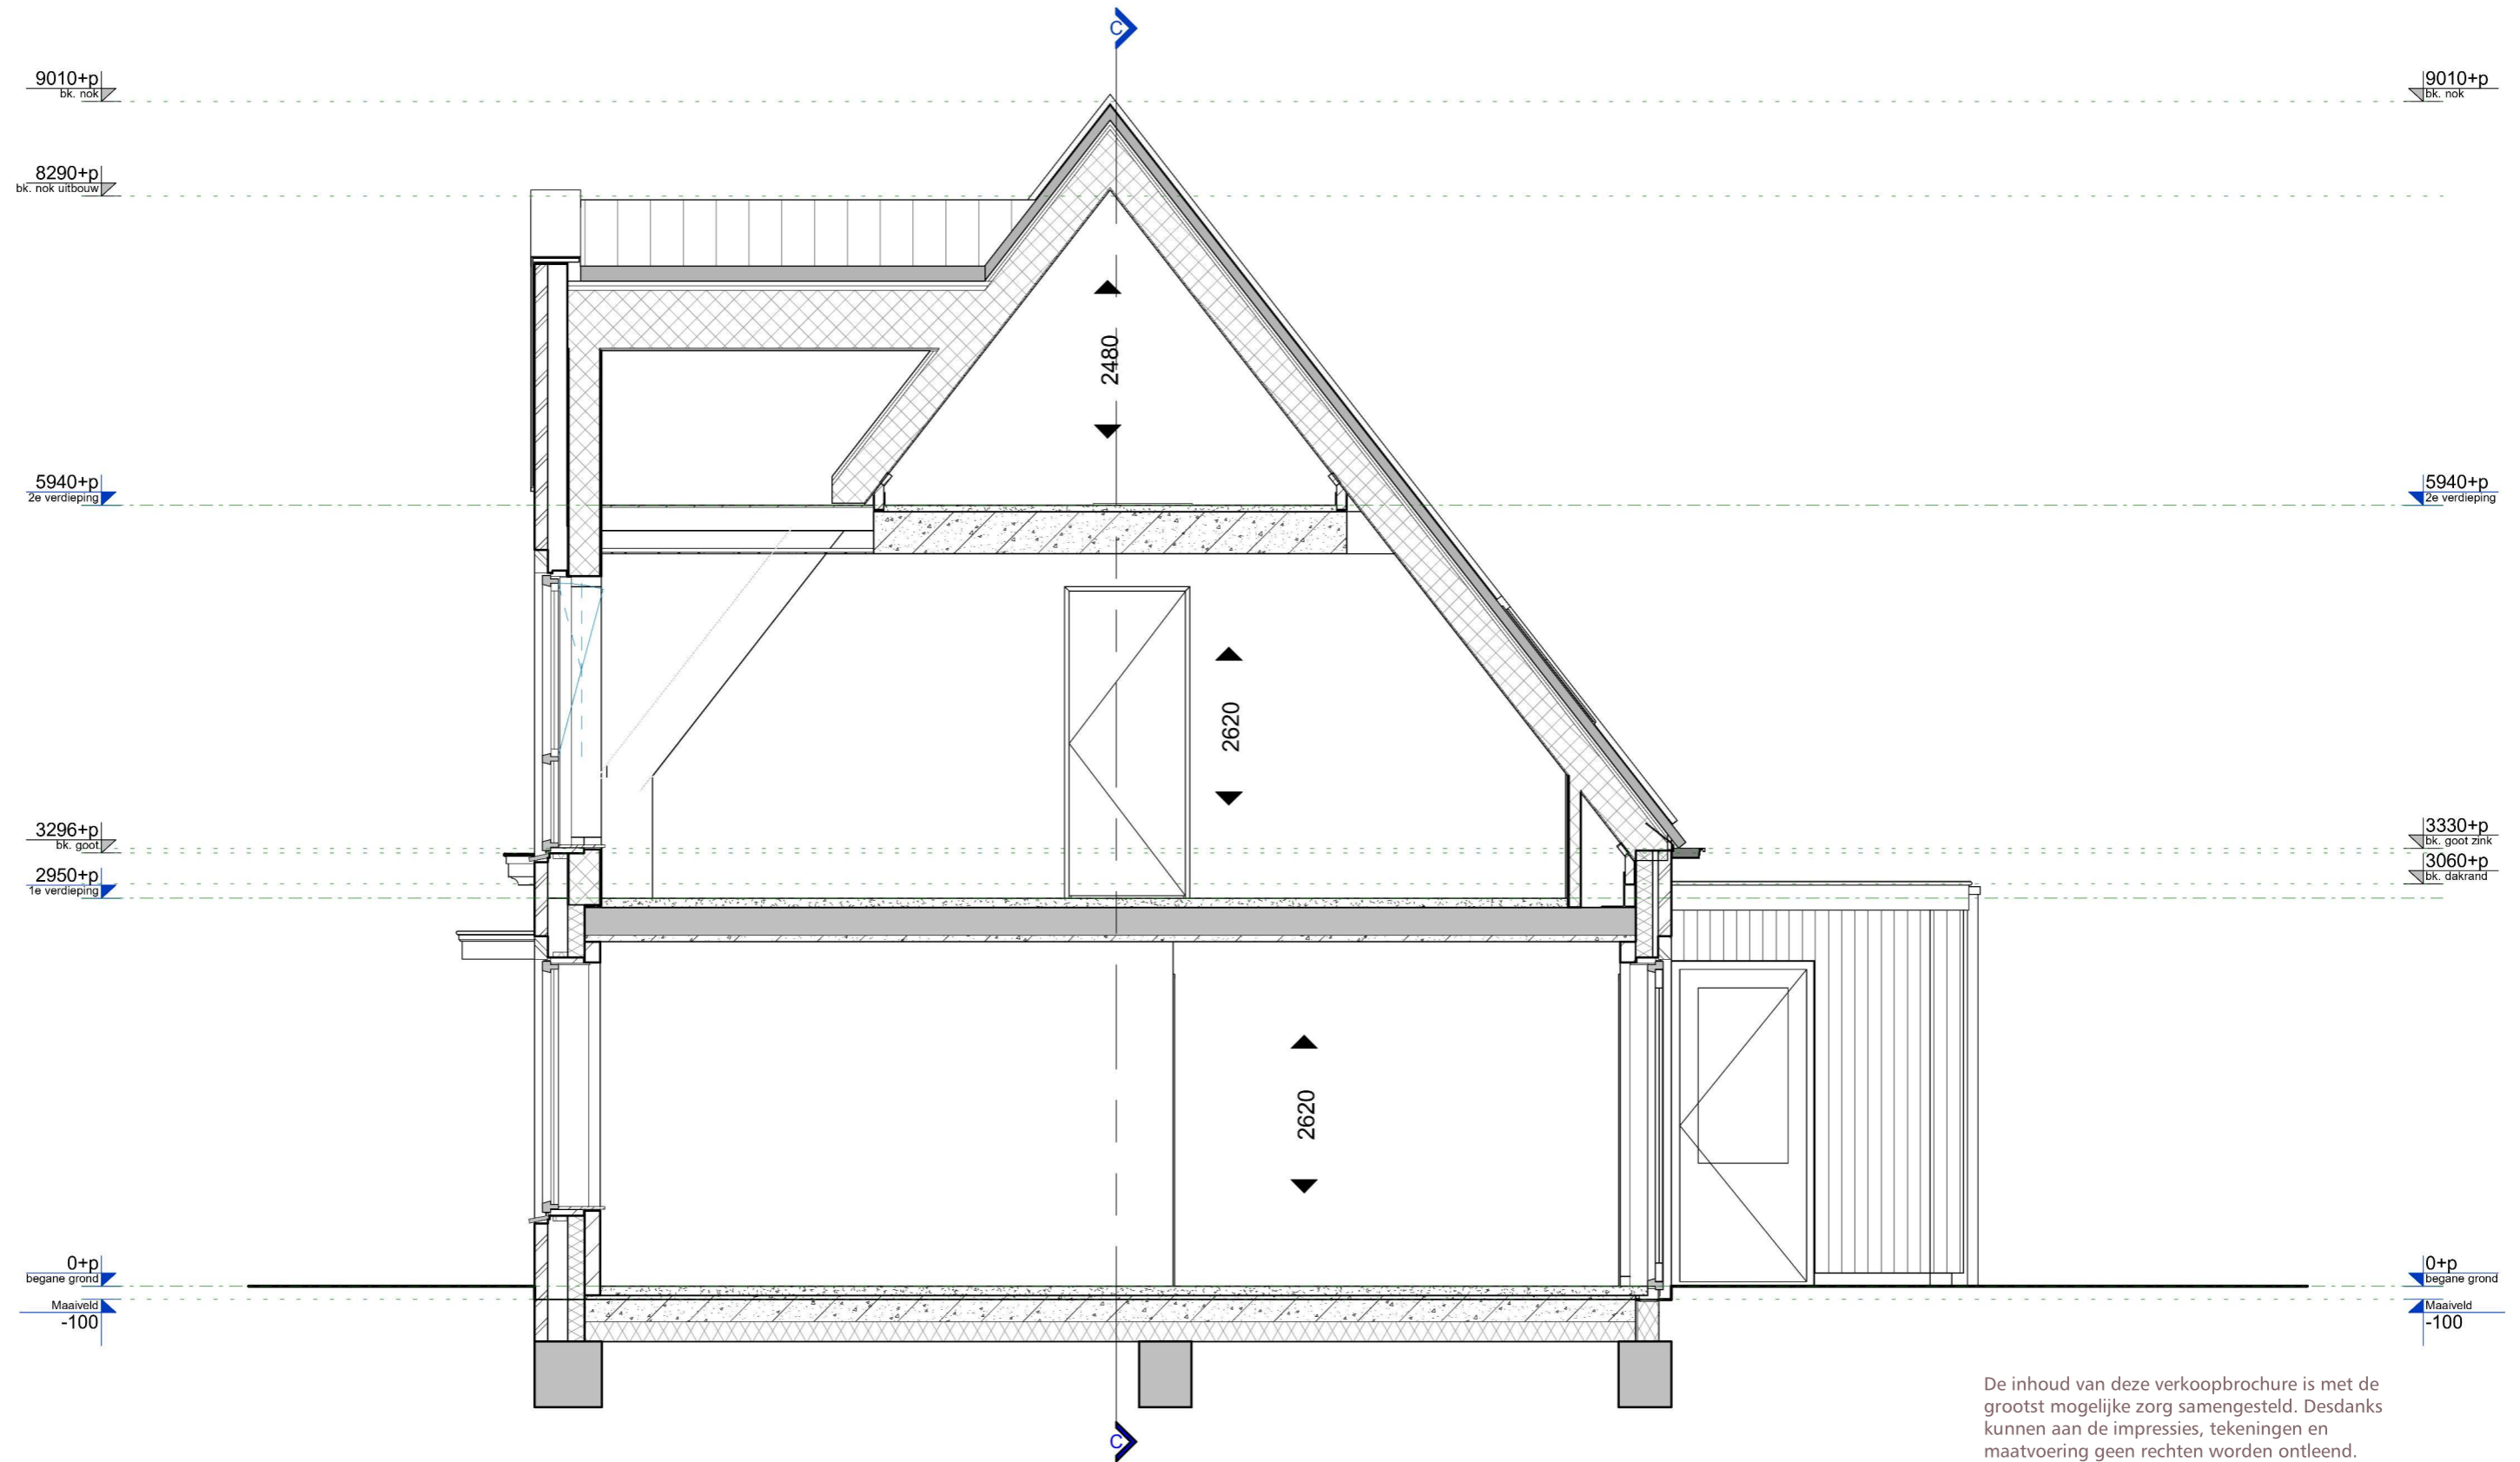 C
9010+p
bk. nok
9010+p
bk. nok
8290+p
bk. nok uitbouw
2480
5940+p
2e verdieping
5940+p
2e verdieping
2620
3296+p
bk. goot
3330+p
bk. goot zink
2950+p
1e verdieping
3060+p
bk. dakrand
2620
0+p
begane grond
0+p
begane grond
Maaiveld
-100
Maaiveld
-100
C
De inhoud van deze verkoopbrochure is met de
grootst mogelijke zorg samengesteld. Desdanks
kunnen aan de impressies, tekeningen en
maatvoering geen rechten worden ontleend.